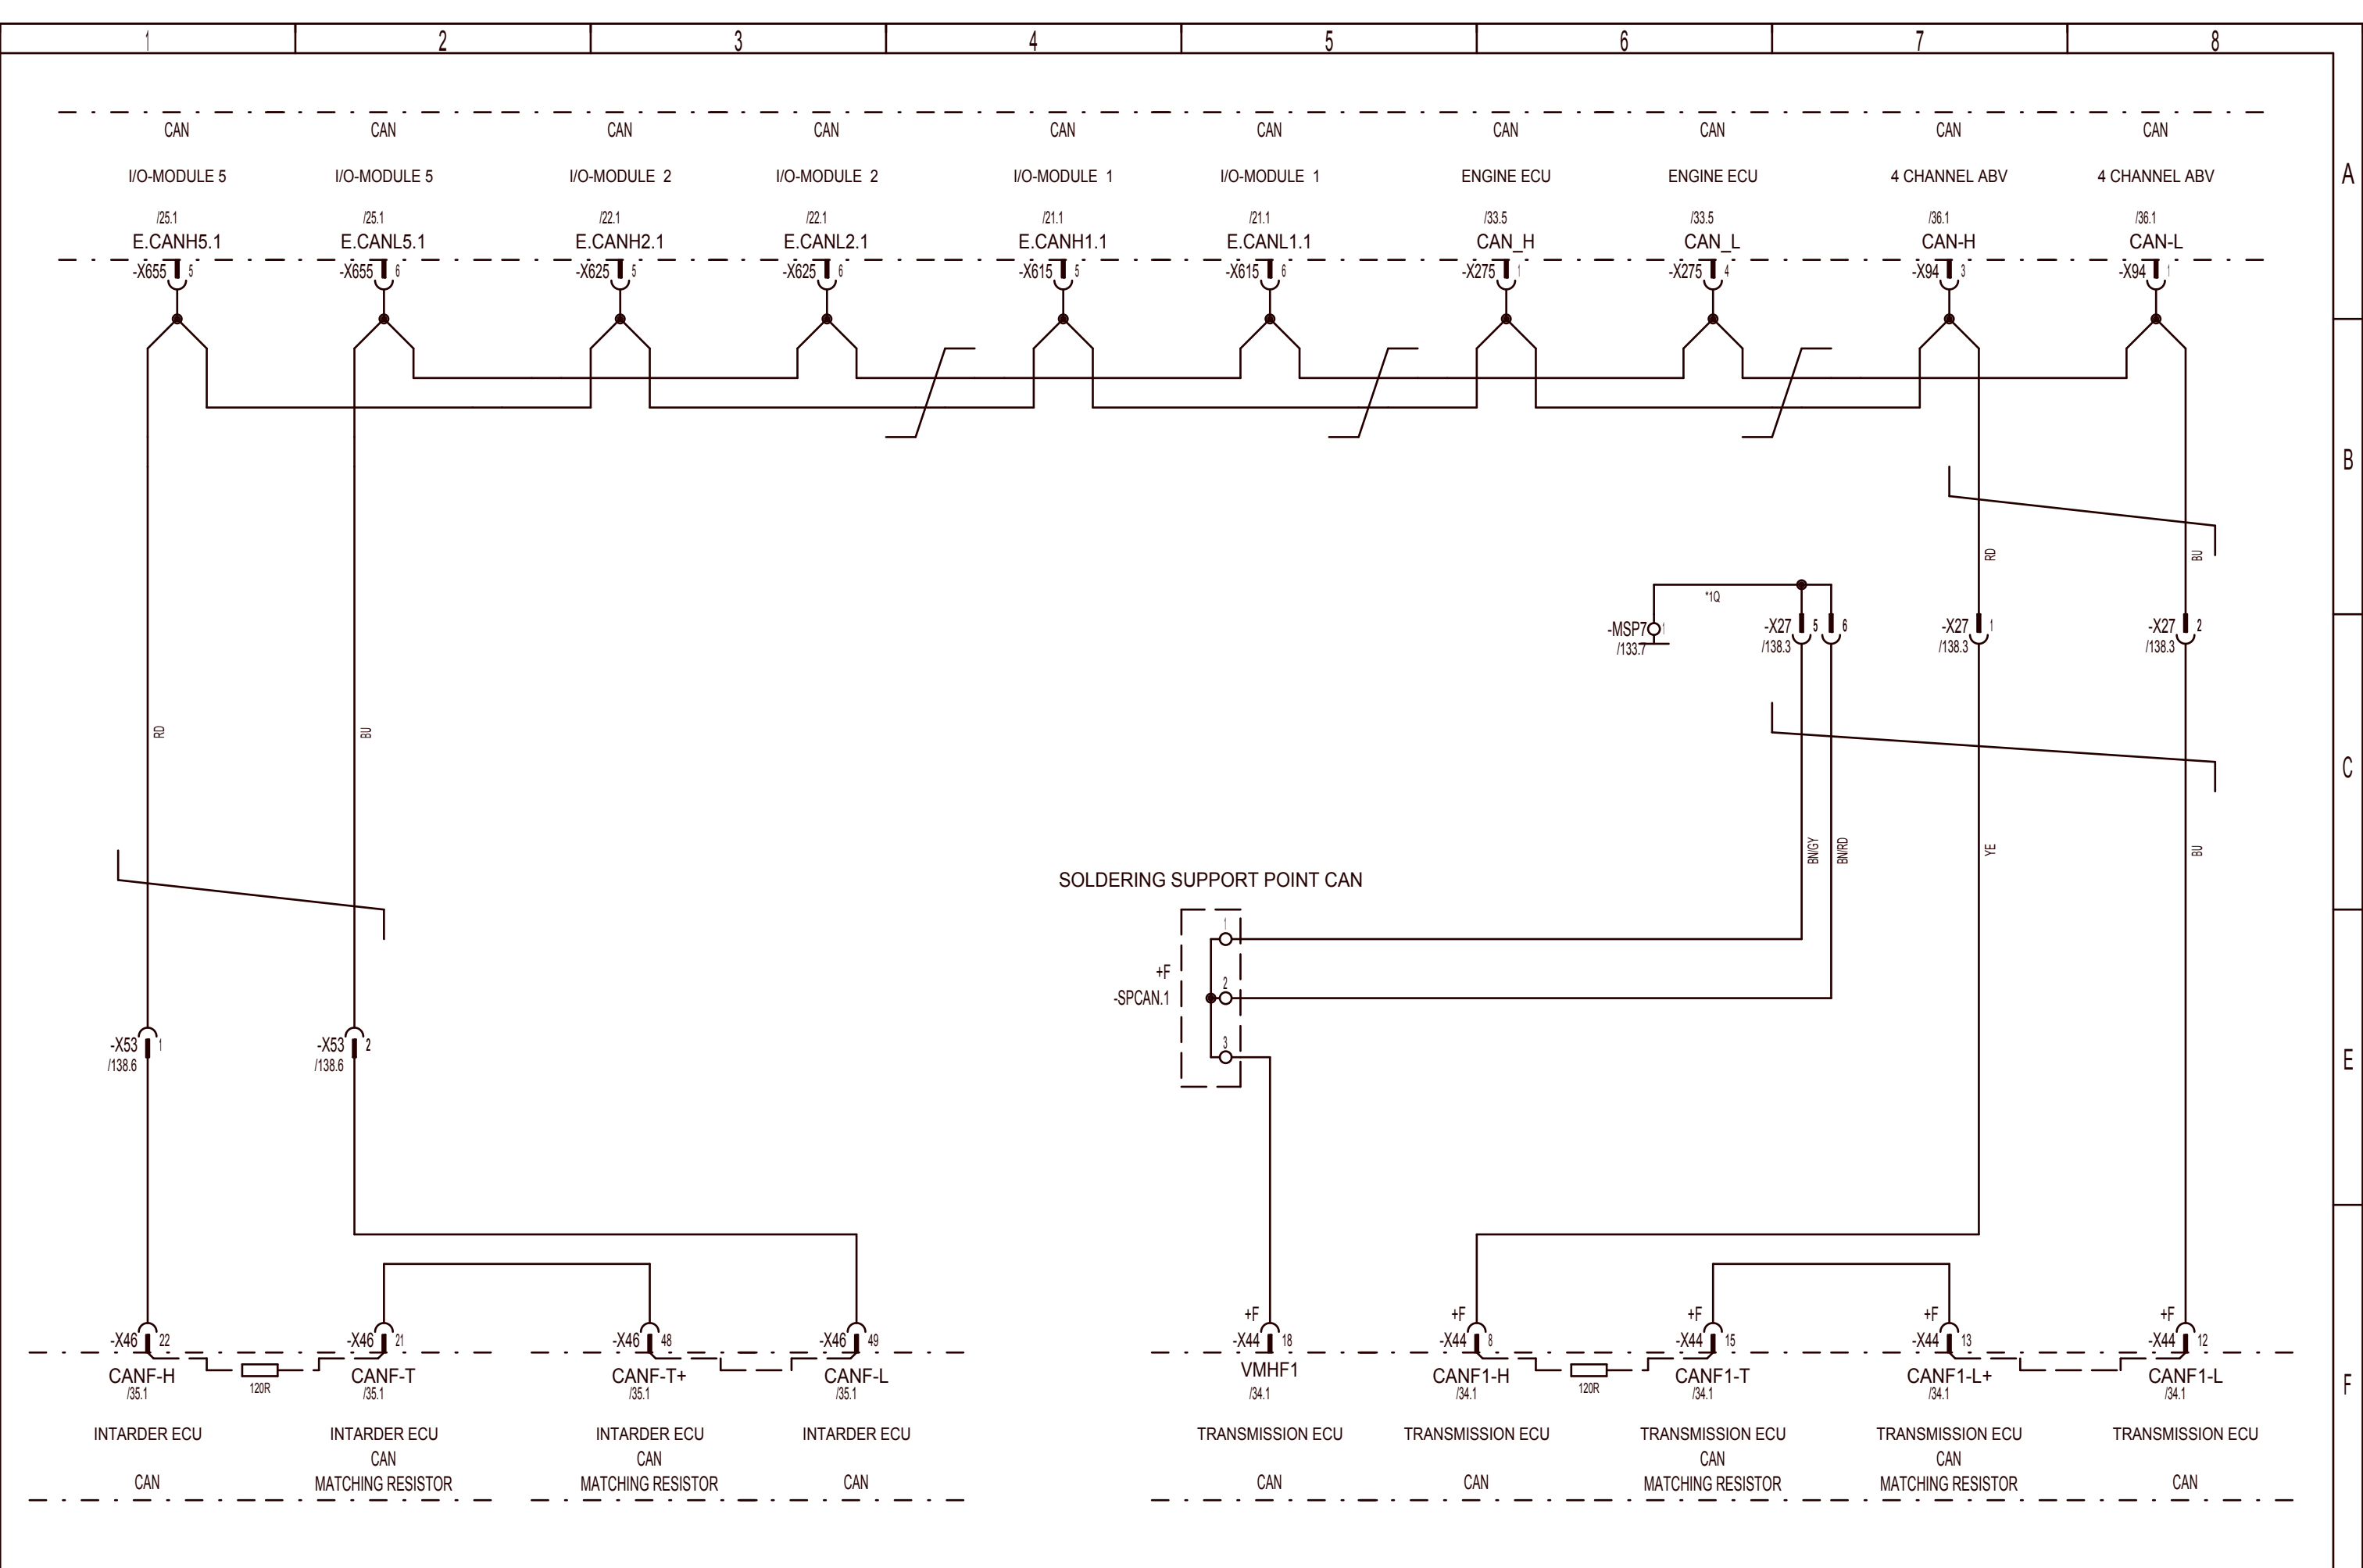 1 2 3 4 5 6 7 8
CAN CAN CAN CAN CAN CAN CAN CAN CAN CAN
I/O-MODULE 5 I/O-MODULE 5 I/O-MODULE 2 I/O-MODULE 2 I/O-MODULE 1 I/O-MODULE 1 ENGINE ECU ENGINE ECU 4 CHANNEL ABV 4 CHANNEL ABV A
/25.1 /25.1 /22.1 /22.1 /21.1 /21.1 /33.5 /33.5 /36.1 /36.1
E.CANH5.1 E.CANL5.1 E.CANH2.1 E.CANL2.1 E.CANH1.1 E.CANL1.1 CAN_H CAN_L CAN-H CAN-L
-X655 5 -X655 6 -X625 5 -X625 6 -X615 5 -X615 6 -X275 1 -X275 4 -X94 3 -X94 1
B
RD BU
*1Q
-MSP7 1 -X27 5 6 -X27 1 -X27 2
/133.7 /138.3 /138.3 /138.3
RD BU
C
BN/GY BN/RD YE BU
SOLDERING SUPPORT POINT CAN
1
+F
-SPCAN.1 2
3
-X53 1 -X53 2 E
/138.6 /138.6
+F +F +F +F +F
-X46 22 -X46 21 -X46 48 -X46 49 -X44 18 -X44 8 -X44 15 -X44 13 -X44 12
CANF-H CANF-T CANF-T+ CANF-L VMHF1 CANF1-H CANF1-T CANF1-L+ CANF1-L F
120R 120R
/35.1 /35.1 /35.1 /35.1 /34.1 /34.1 /34.1 /34.1 /34.1
INTARDER ECU INTARDER ECU INTARDER ECU INTARDER ECU TRANSMISSION ECU TRANSMISSION ECU TRANSMISSION ECU TRANSMISSION ECU TRANSMISSION ECU
CAN CAN CAN CAN
CAN MATCHING RESISTOR MATCHING RESISTOR CAN CAN CAN MATCHING RESISTOR MATCHING RESISTOR CAN